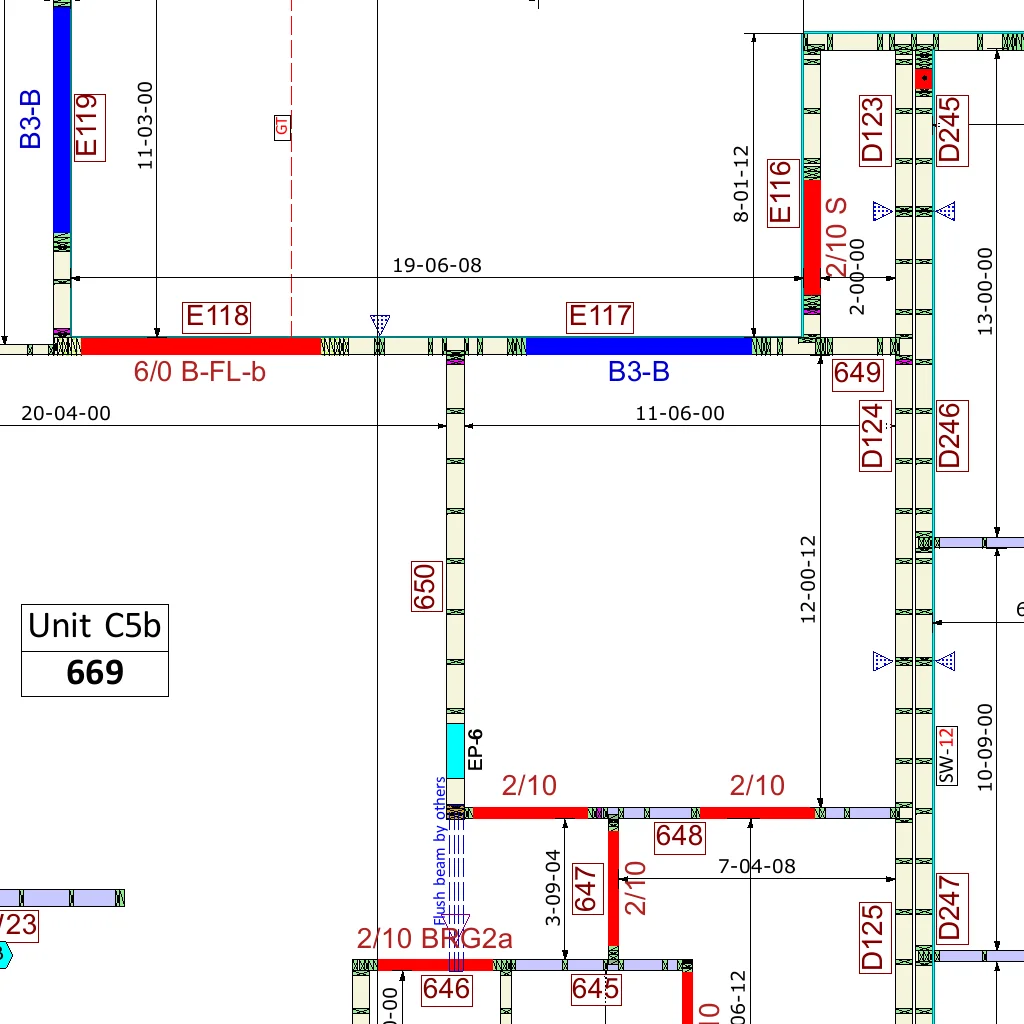 B3-B
E119
11-03-00
GT
8-01-12
E116
2/10 S
2-00-00
D123
D245
13-00-00
19-06-08
E118
E117
6/0 B-FL-b
B3-B
649
20-04-00
11-06-00
D124
D246
650
12-00-12
Unit C5b
669
EP-6
SW-12
10-09-00
2/10
2/10
Flush beam by others
648
3-09-04
647
2/10
7-04-08
D125
D247
2/10 BRG2a
646
645